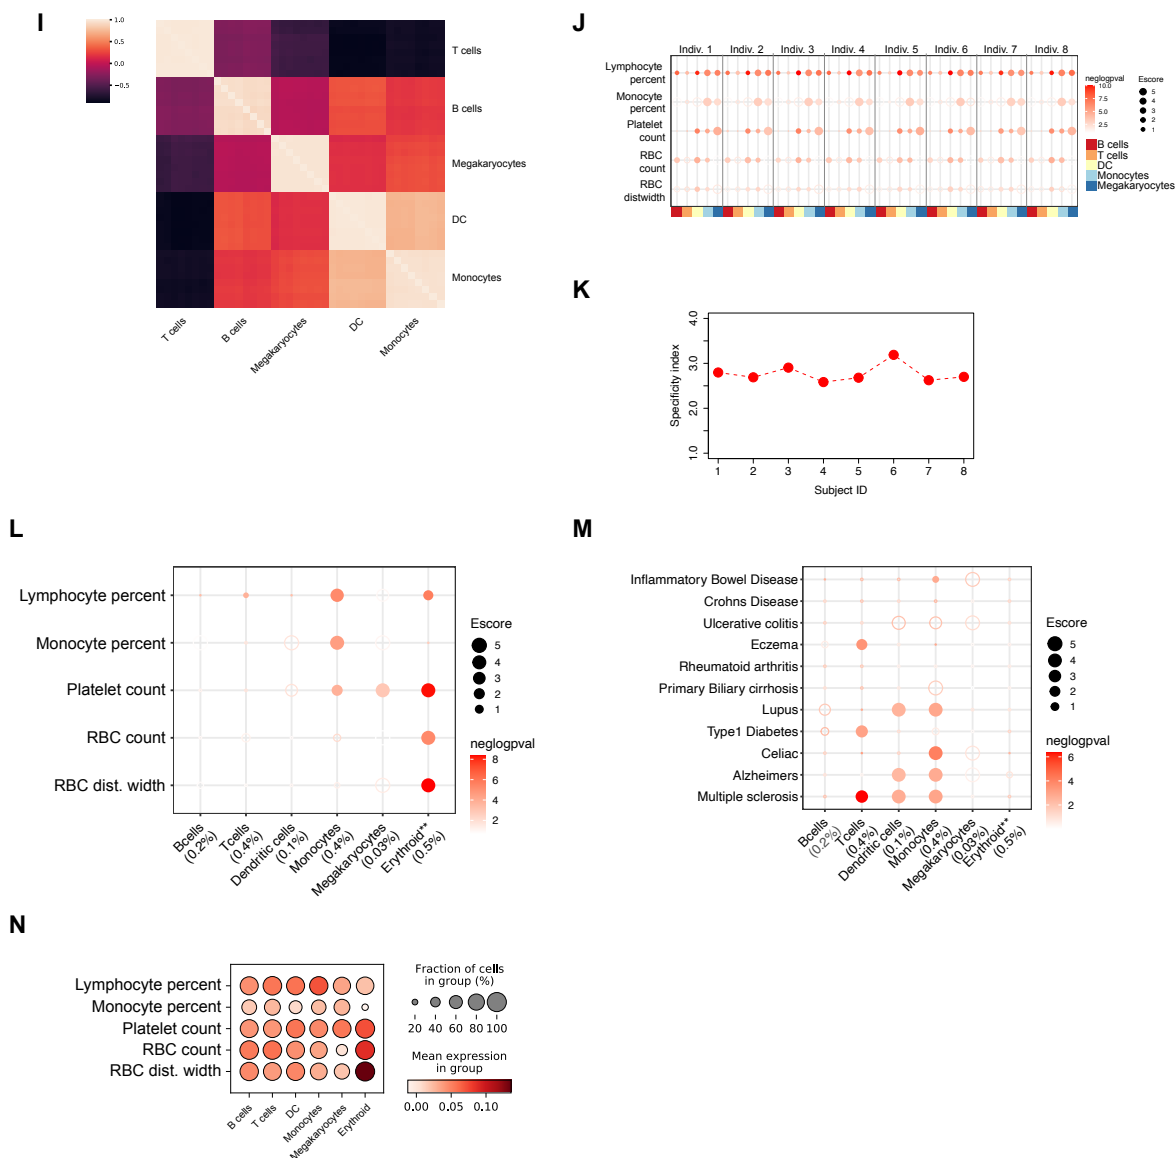 I
1.0
0.5
0.0
−0.5
T cells
B cells
Megakaryocytes
DC
Monocytes
T cells
B cells
Megakaryocytes
DC
Monocytes
J
Indiv. 1
Indiv. 2
Indiv. 3
Indiv. 4
Indiv. 5
Indiv. 6
Indiv. 7
Indiv. 8
Lymphocyte
percent
Monocyte
percent
Platelet
count
RBC
count
RBC
distwidth
neglogpval
10.0
7.5
5.0
2.5
Escore
5
4
3
2
1
B cells
T cells
DC
Monocytes
Megakaryocytes
K
Specificity index
4.0
3.0
2.0
1.0
1 2 3 4 5 6 7 8
Subject ID
L
Lymphocyte percent
Monocyte percent
Platelet count
RBC count
RBC dist. width
Bcells
(0.2%)
Tcells
(0.4%)
Dendritic cells
(0.1%)
Monocytes
(0.4%)
Megakaryocytes
(0.03%)
Erythroid**
(0.5%)
Escore
5
4
3
2
1
neglogpval
8
6
4
2
M
Inflammatory Bowel Disease
Crohns Disease
Ulcerative colitis
Eczema
Rheumatoid arthritis
Primary Biliary cirrhosis
Lupus
Type1 Diabetes
Celiac
Alzheimers
Multiple sclerosis
Bcells
(0.2%)
Tcells
(0.4%)
Dendritic cells
(0.1%)
Monocytes
(0.4%)
Megakaryocytes
(0.03%)
Erythroid**
(0.5%)
Escore
5
4
3
2
1
neglogpval
6
4
2
N
Lymphocyte percent
Monocyte percent
Platelet count
RBC count
RBC dist. width
B cells
T cells
DC
Monocytes
Megakaryocytes
Erythroid
Fraction of cells
in group (%)
20 40 60 80 100
Mean expression
in group
0.00 0.05 0.10